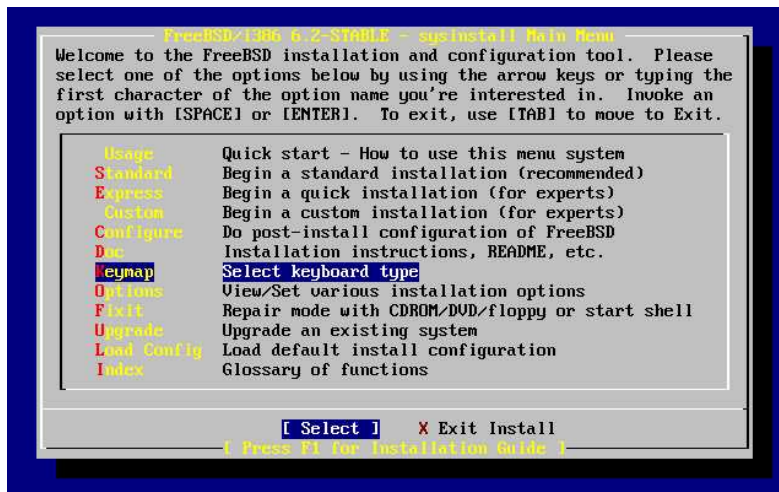 FreeBSD/i386 6.2-STABLE - sysinstall Main Menu
Welcome to the FreeBSD installation and configuration tool.  Please
select one of the options below by using the arrow keys or typing the
first character of the option name you're interested in.  Invoke an
option with [SPACE] or [ENTER].  To exit, use [TAB] to move to Exit.
Usage Quick start - How to use this menu system
Standard Begin a standard installation (recommended)
Express Begin a quick installation (for experts)
Custom Begin a custom installation (for experts)
Configure Do post-install configuration of FreeBSD
Doc Installation instructions, README, etc.
Keymap Select keyboard type
Options View/Set various installation options
Fixit Repair mode with CDROM/DVD/floppy or start shell
Upgrade Upgrade an existing system
Load Config Load default install configuration
Index Glossary of functions
[ Select ] X Exit Install
[ Press F1 for Installation Guide ]